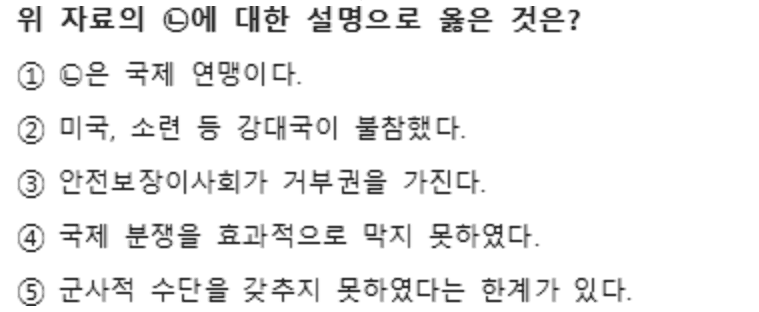 위 자료의 ㉡에 대한 설명으로 옳은 것은?
① ㉡은 국제 연맹이다.
② 미국, 소련 등 강대국이 불참했다.
③ 안전보장이사회가 거부권을 가진다.
④ 국제 분쟁을 효과적으로 막지 못하였다.
⑤ 군사적 수단을 갖추지 못하였다는 한계가 있다.